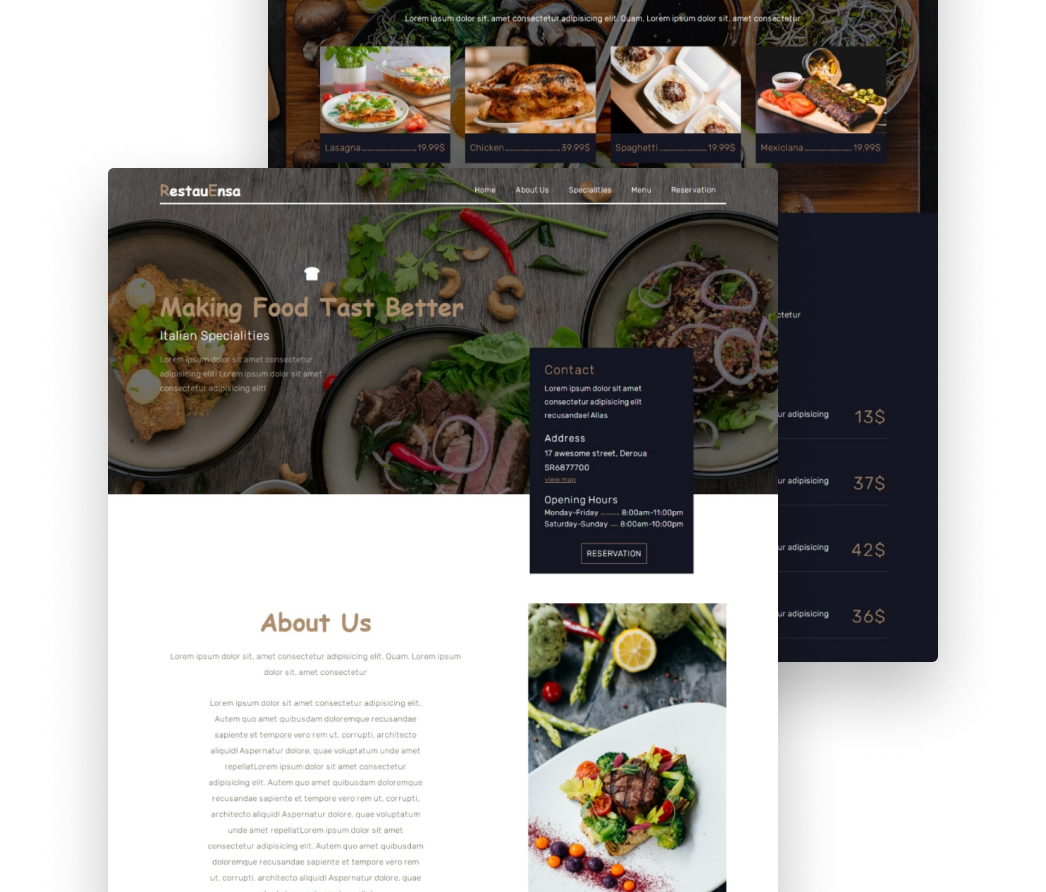 Lorem ipsum dolor sit, amet consectetur adipisicing elit. Quam, Lorem ipsum dolor sit, amet consectetur
Lasagna 19.99$
Chicken 39.99$
Spaghetti 19.99$
Mexiciana 19.99$
RestauEnsa
Home
About Us
Specialities
Menu
Reservation
Making Food Tast Better
Italian Specialities
Lorem ipsum dolor sit amet consectetur
adipisicing elit! Lorem ipsum dolor sit amet
consectetur adipisicing elit!
Contact
Lorem ipsum dolor sit amet
consectetur adipisicing elit
recusandae! Alias
Address
17 awesome street, Deroua
SR6877700
view map
Opening Hours
Monday-Friday ........ 8:00am-11:00pm
Saturday-Sunday .... 8:00am-10:00pm
RESERVATION
ctetur
ur adipisicing 13$
ur adipisicing 37$
ur adipisicing 42$
ur adipisicing 36$
About Us
Lorem ipsum dolor sit, amet consectetur adipisicing elit. Quam, Lorem ipsum
dolor sit, amet consectetur
Lorem ipsum dolor sit amet consectetur adipisicing elit.
Autem quo amet quibusdam doloremque recusandae
sapiente et tempore vero rem ut, corrupti, architecto
aliquid! Aspernatur dolore, quae voluptatum unde amet
repellatLorem ipsum dolor sit amet consectetur
adipisicing elit. Autem quo amet quibusdam doloremque
recusandae sapiente et tempore vero rem ut, corrupti,
architecto aliquid! Aspernatur dolore, quae voluptatum
unde amet repellatLorem ipsum dolor sit amet
consectetur adipisicing elit. Autem quo amet quibusdam
doloremque recusandae sapiente et tempore vero rem
ut, corrupti, architecto aliquid! Aspernatur dolore, quae